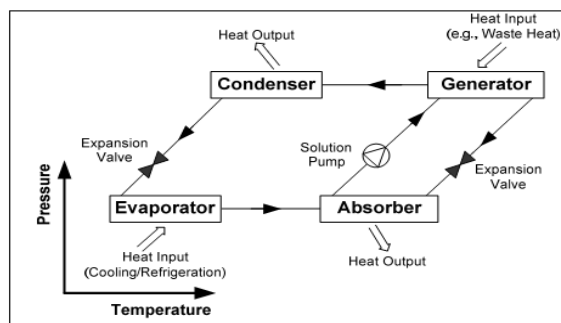 Heat Output
Heat Input
(e.g., Waste Heat)
Condenser
Generator
Expansion
Valve
Solution
Pump
Expansion
Valve
Evaporator
Absorber
Heat Input
(Cooling/Refrigeration)
Heat Output
Pressure
Temperature